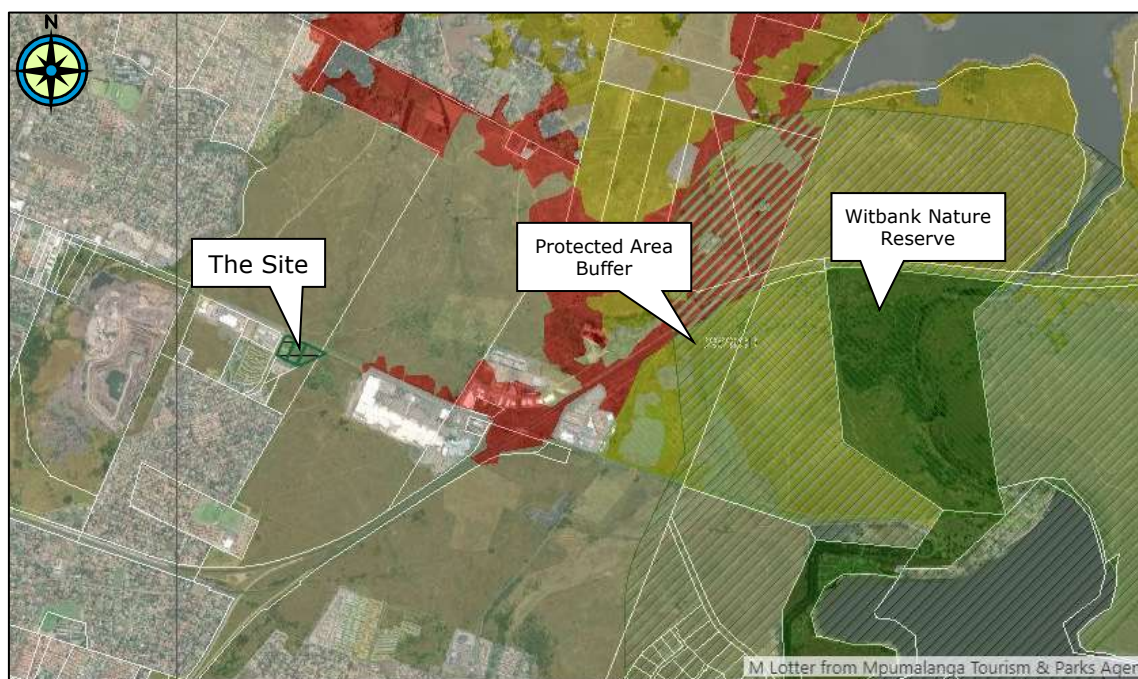 N
The Site
Protected Area
Buffer
Witbank Nature
Reserve
M Lotter from Mpumalanga Tourism & Parks Agen